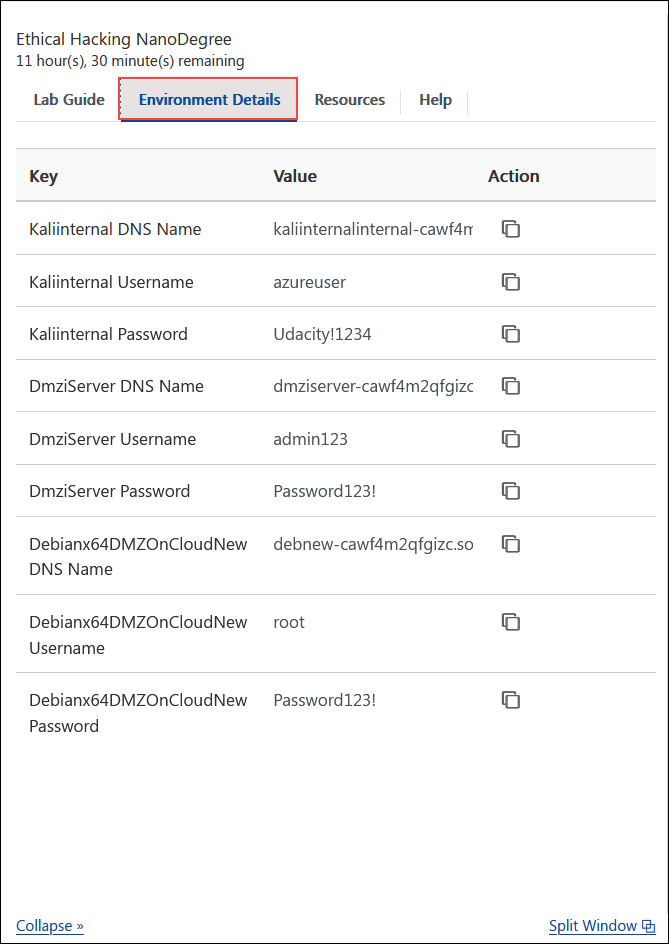 Ethical Hacking NanoDegree
11 hour(s), 30 minute(s) remaining
Lab Guide Environment Details Resources Help
Key Value Action
Kaliinternal DNS Name kaliinternalinternal-cawf4m
Kaliinternal Username azureuser
Kaliinternal Password Udacity!1234
DmziServer DNS Name dmziserver-cawf4m2qfgizc
DmziServer Username admin123
DmziServer Password Password123!
Debianx64DMZOnCloudNew debnew-cawf4m2qfgizc.so
DNS Name
Debianx64DMZOnCloudNew root
Username
Debianx64DMZOnCloudNew Password123!
Password
Collapse » Split Window